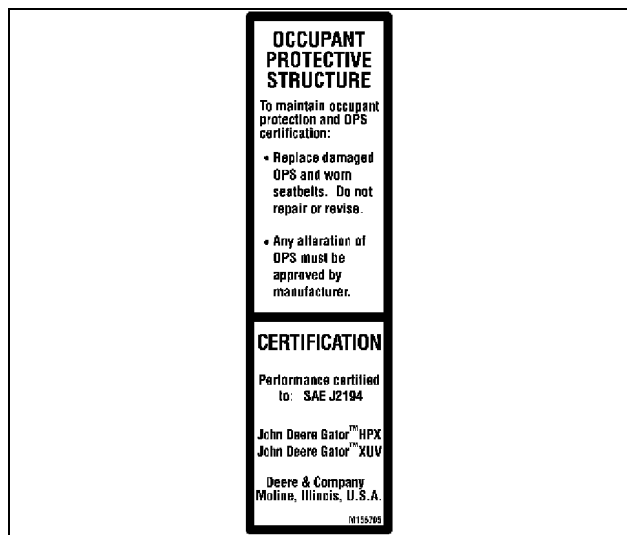 OCCUPANT
PROTECTIVE
STRUCTURE
To maintain occupant
protection and OPS
certification:
• Replace damaged
OPS and worn
seatbelts. Do not
repair or revise.
• Any alteration of
OPS must be
approved by
manufacturer.
CERTIFICATION
Performance certified
to: SAE J2194
John Deere Gator™HPX
John Deere Gator™XUV
Deere & Company
Moline, Illinois, U.S.A.
M155705